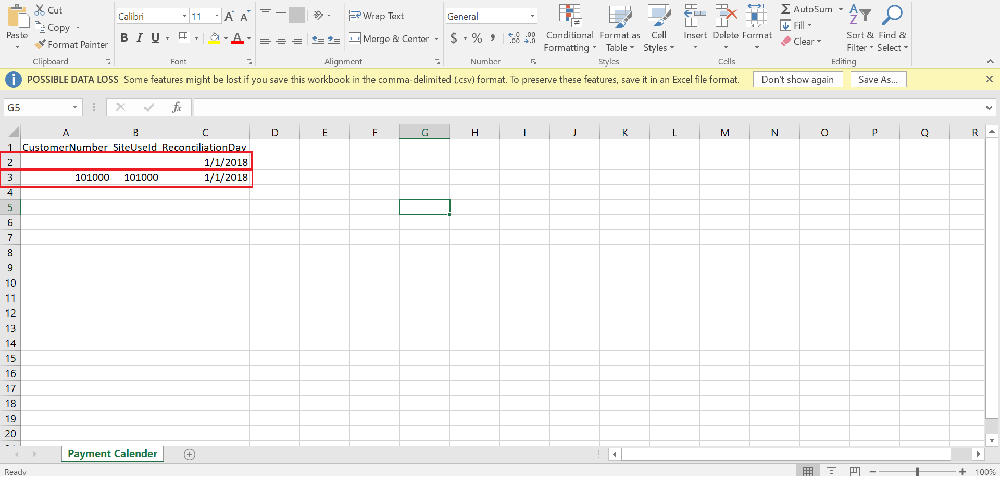 Paste
Cut
Copy
Format Painter
Clipboard
Calibri 11 A A
B I U A
Font
Wrap Text
Merge & Center
Alignment
General
$ % , .0 .00 .00 .0
Number
Conditional Formatting
Format as Table
Cell Styles
Styles
Insert Delete Format
Cells
AutoSum
Fill
Clear
A Z
Sort & Filter
Find & Select
Editing
POSSIBLE DATA LOSS Some features might be lost if you save this workbook in the comma-delimited (.csv) format. To preserve these features, save it in an Excel file format. Don't show again Save As...
G5 fx
A B C D E F G H I J K L M N O P Q R
1 CustomerNumber SiteUseId ReconciliationDay
2 1/1/2018
3 101000 101000 1/1/2018
4
5
6
7
8
9
10
11
12
13
14
15
16
17
18
19
20
Payment Calender
Ready 100%